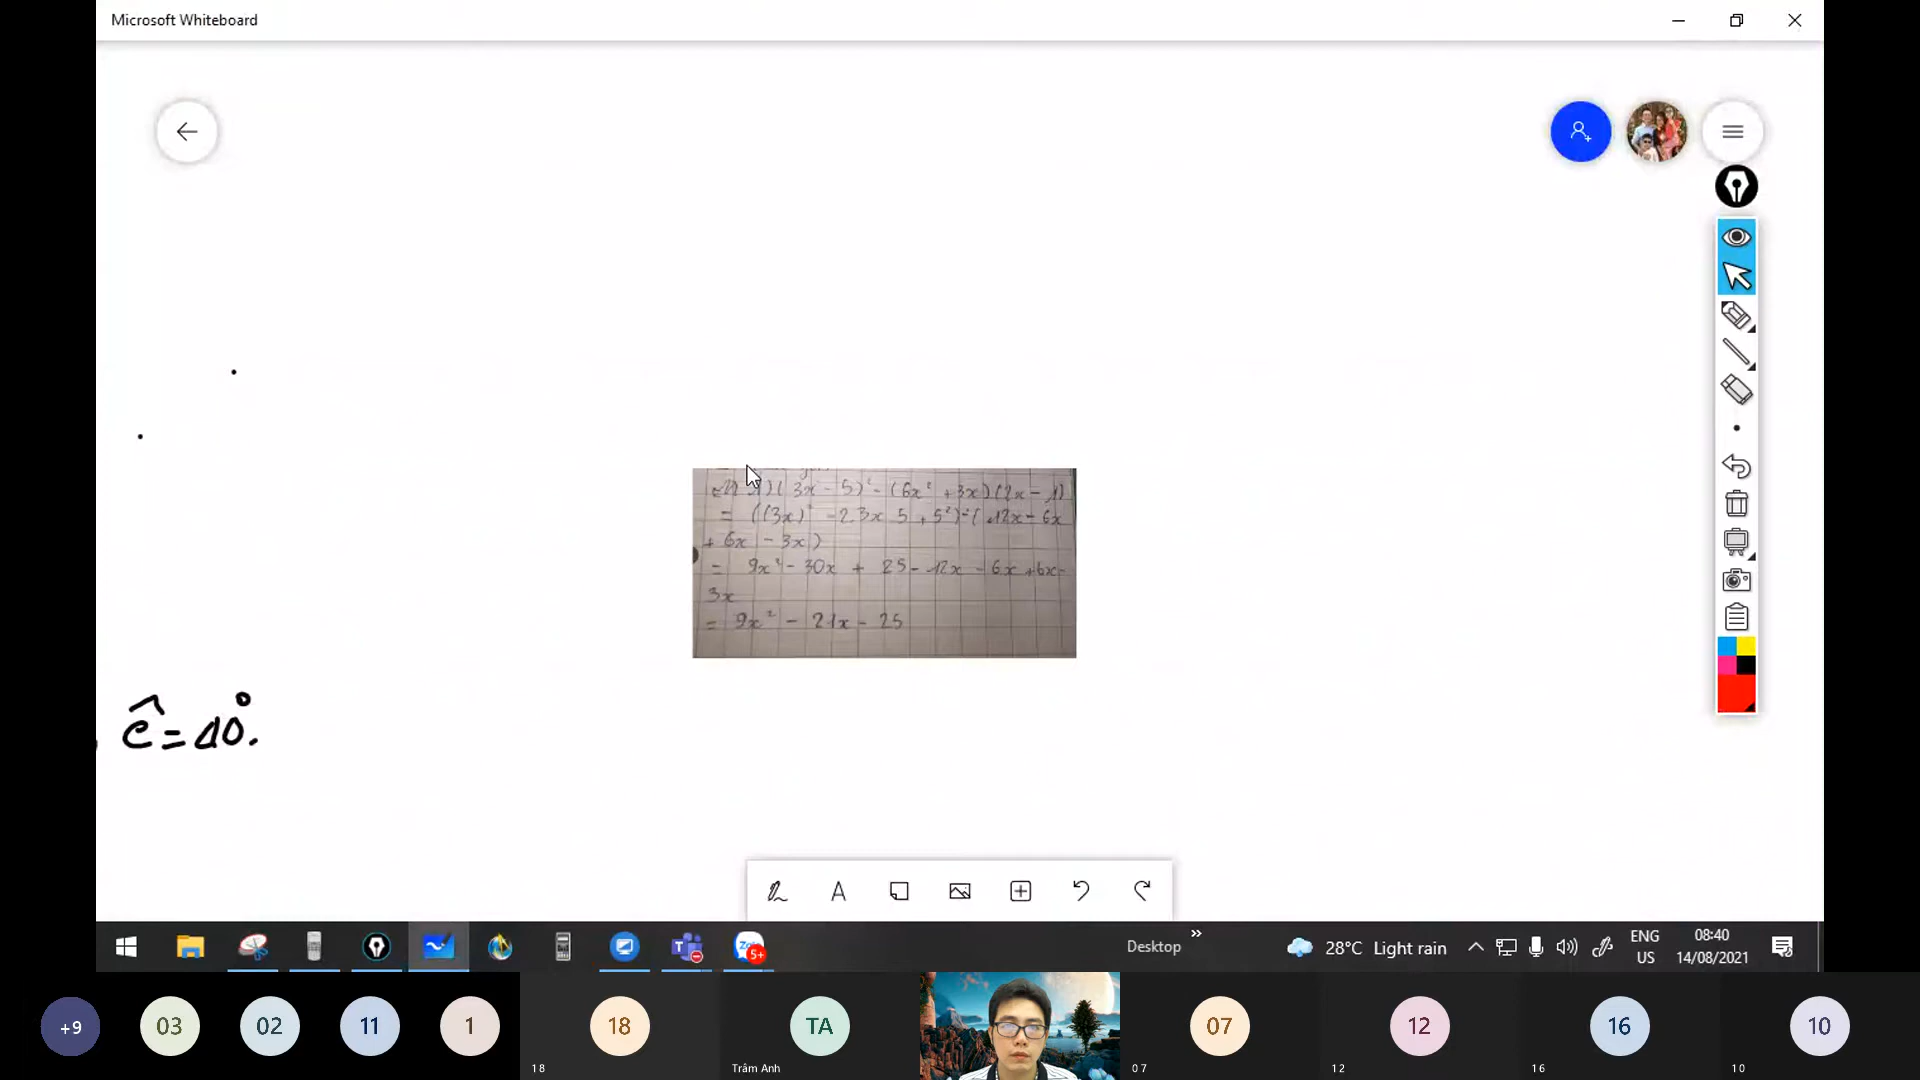 Microsoft Whiteboard
1)(3x - 5)² - (6x² + 3x)(2x - 1)
= ((3x)² - 2.3x.5 + 5²) - (12x - 6x
+ 6x - 3x)
= 9x² - 30x + 25 - 12x - 6x + 6x -
3x
= 9x² - 21x - 25
Ĉ = 40°.
Desktop
28°C Light rain
ENG
US
08:40
14/08/2021
5+
+9
03
02
11
1
18
TA
07
12
16
10
18
Trâm Anh
07
12
16
10